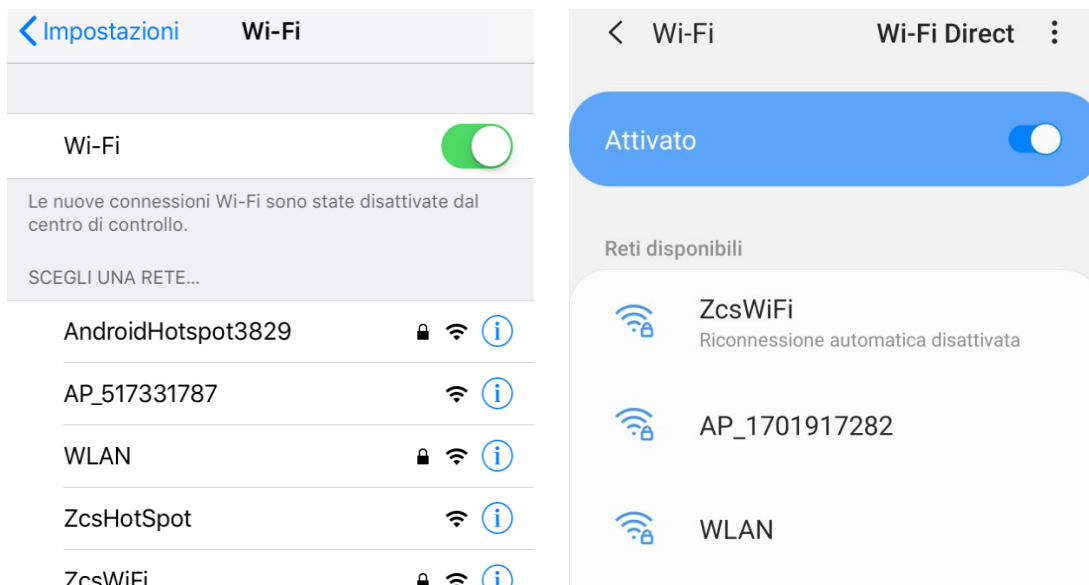 Impostazioni Wi-Fi
Wi-Fi
Le nuove connessioni Wi-Fi sono state disattivate dal
centro di controllo.
SCEGLI UNA RETE...
AndroidHotspot3829
AP_517331787
WLAN
ZcsHotSpot
ZcsWiFi
Wi-Fi Wi-Fi Direct
Attivato
Reti disponibili
ZcsWiFi
Riconnessione automatica disattivata
AP_1701917282
WLAN